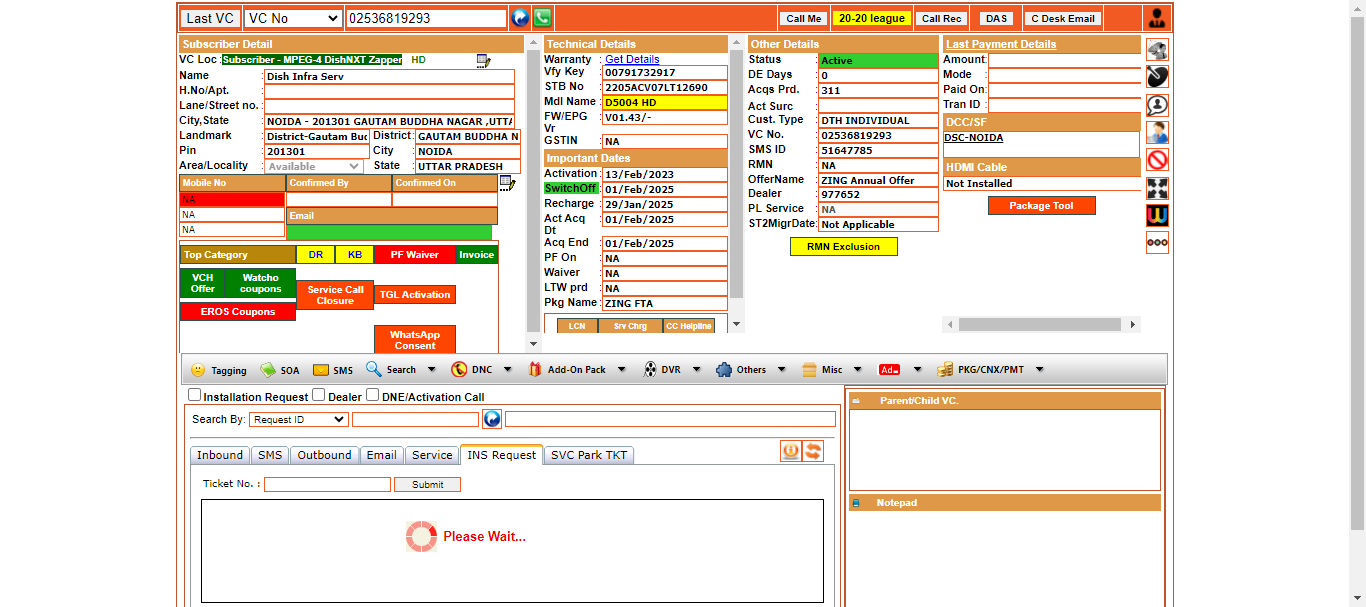 Last VC VC No 02536819293 Call Me 20-20 league Call Rec DAS C Desk Email
Subscriber Detail
VC Loc : Subscriber - MPEG-4 DishNXT Zapper HD
Name : Dish Infra Serv
H.No/Apt. :
Lane/Street no. :
City,State : NOIDA - 201301 GAUTAM BUDDHA NAGAR ,UTT
Landmark : District-Gautam Bud District : GAUTAM BUDDHA N
Pin : 201301 City : NOIDA
Area/Locality : Available State : UTTAR PRADESH
Mobile No Confirmed By Confirmed On
NA
NA Email
NA
Top Category DR KB PF Waiver Invoice
VCH Offer Watcho coupons Service Call Closure TGL Activation
EROS Coupons
WhatsApp Consent
Technical Details
Warranty : Get Details
Vfy Key : 00791732917
STB No : 2205ACV07LT12690
Mdl Name : D5004 HD
FW/EPG Vr : V01.43/-
GSTIN : NA
Important Dates
Activation : 13/Feb/2023
SwitchOff : 01/Feb/2025
Recharge : 29/Jan/2025
Act Acq Dt : 01/Feb/2025
Acq End : 01/Feb/2025
PF On : NA
Waiver : NA
LTW prd : NA
Pkg Name : ZING FTA
LCN Srv Chrg CC Helpline
Other Details
Status : Active
DE Days : 0
Acqs Prd. : 311
Act Surc :
Cust. Type : DTH INDIVIDUAL
VC No. : 02536819293
SMS ID : 51647785
RMN : NA
OfferName : ZING Annual Offer
Dealer : 977652
PL Service : NA
ST2MigrDate : Not Applicable
RMN Exclusion
Last Payment Details
Amount:
Mode :
Paid On:
Tran ID :
DCC/SF
DSC-NOIDA
HDMI Cable
Not Installed
Package Tool
Tagging SOA SMS Search DNC Add-On Pack DVR Others Misc Ad PKG/CNX/PMT
Installation Request Dealer DNE/Activation Call
Search By: Request ID
Inbound SMS Outbound Email Service INS Request SVC Park TKT
Ticket No. : Submit
Please Wait...
Parent/Child VC.
Notepad